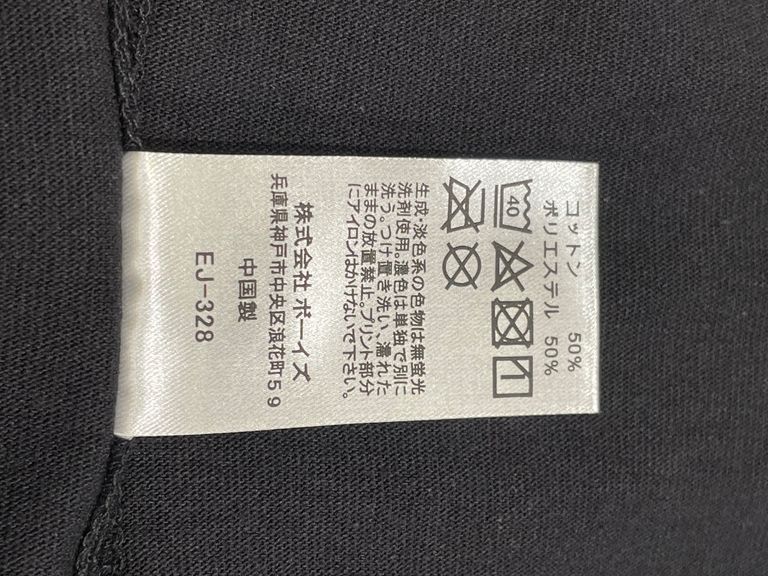 コットン 50%
ポリエステル 50%
40
生成・淡色系の色物は無蛍光
洗剤使用。濃色は単独で別に
洗う。つけ置き洗い、濡れた
ままの放置禁止。プリント部分
にアイロンはかけないで下さい。
株式会社 ボーイズ
兵庫県神戸市中央区浪花町59
中国製
EJ-328